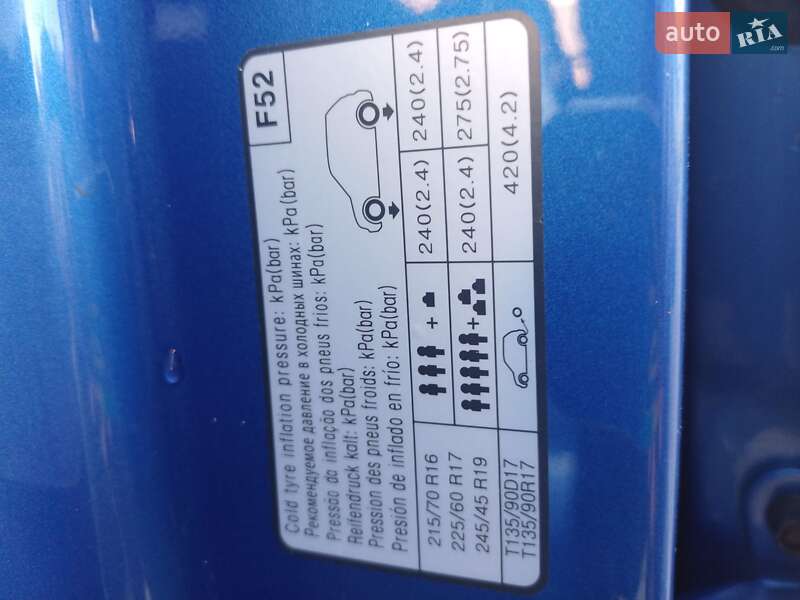 auto RIA.com
F52
Cold tyre inflation pressure: kPa(bar)
Рекомендуемое давление в холодных шинах: kPa(bar)
Pressão da inflação dos pneus frios: kPa(bar)
Reifendruck kalt: kPa(bar)
Pression des pneus froids: kPa(bar)
Presión de inflado en frío: kPa(bar)
215/70 R16
225/60 R17
245/45 R19
+
240(2.4)
240(2.4)
+
240(2.4)
275(2.75)
T135/90D17
T135/90R17
420(4.2)